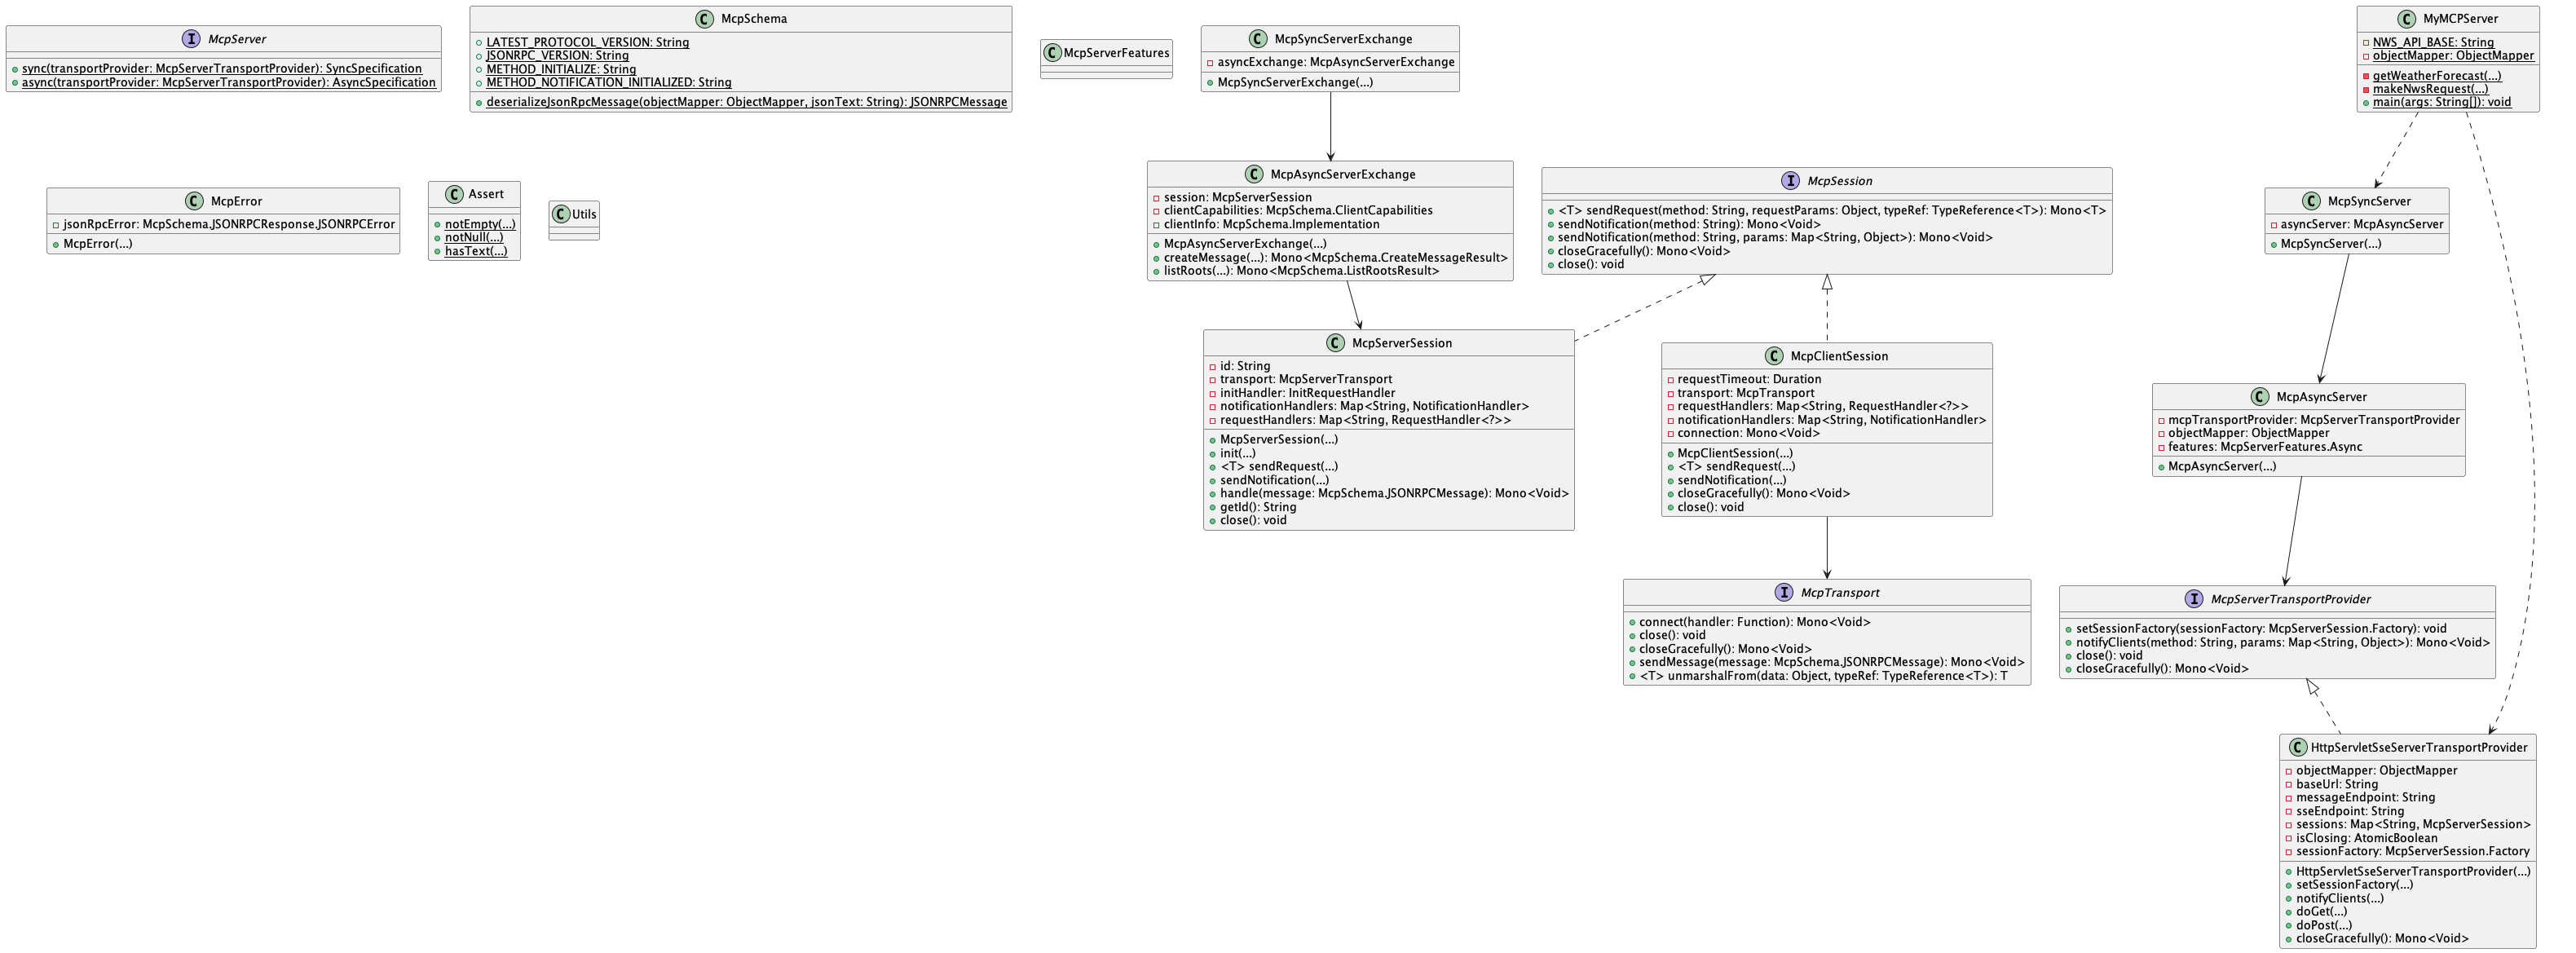 I McpServer
sync(transportProvider: McpServerTransportProvider): SyncSpecification
async(transportProvider: McpServerTransportProvider): AsyncSpecification
C McpSchema
LATEST_PROTOCOL_VERSION: String
JSONRPC_VERSION: String
METHOD_INITIALIZE: String
METHOD_NOTIFICATION_INITIALIZED: String
deserializeJsonRpcMessage(objectMapper: ObjectMapper, jsonText: String): JSONRPCMessage
C McpServerFeatures
C McpSyncServerExchange
asyncExchange: McpAsyncServerExchange
McpSyncServerExchange(...)
C MyMCPServer
NWS_API_BASE: String
objectMapper: ObjectMapper
getWeatherForecast(...)
makeNwsRequest(...)
main(args: String[]): void
C McpError
jsonRpcError: McpSchema.JSONRPCResponse.JSONRPCError
McpError(...)
C Assert
notEmpty(...)
notNull(...)
hasText(...)
C Utils
C McpAsyncServerExchange
session: McpServerSession
clientCapabilities: McpSchema.ClientCapabilities
clientInfo: McpSchema.Implementation
McpAsyncServerExchange(...)
createMessage(...): Mono<McpSchema.CreateMessageResult>
listRoots(...): Mono<McpSchema.ListRootsResult>
I McpSession
<T> sendRequest(method: String, requestParams: Object, typeRef: TypeReference<T>): Mono<T>
sendNotification(method: String): Mono<Void>
sendNotification(method: String, params: Map<String, Object>): Mono<Void>
closeGracefully(): Mono<Void>
close(): void
C McpSyncServer
asyncServer: McpAsyncServer
McpSyncServer(...)
C McpServerSession
id: String
transport: McpServerTransport
initHandler: InitRequestHandler
notificationHandlers: Map<String, NotificationHandler>
requestHandlers: Map<String, RequestHandler<?>>
McpServerSession(...)
init(...)
<T> sendRequest(...)
sendNotification(...)
handle(message: McpSchema.JSONRPCMessage): Mono<Void>
getId(): String
close(): void
C McpClientSession
requestTimeout: Duration
transport: McpTransport
requestHandlers: Map<String, RequestHandler<?>>
notificationHandlers: Map<String, NotificationHandler>
connection: Mono<Void>
McpClientSession(...)
<T> sendRequest(...)
sendNotification(...)
closeGracefully(): Mono<Void>
close(): void
C McpAsyncServer
mcpTransportProvider: McpServerTransportProvider
objectMapper: ObjectMapper
features: McpServerFeatures.Async
McpAsyncServer(...)
I McpTransport
connect(handler: Function): Mono<Void>
close(): void
closeGracefully(): Mono<Void>
sendMessage(message: McpSchema.JSONRPCMessage): Mono<Void>
<T> unmarshalFrom(data: Object, typeRef: TypeReference<T>): T
I McpServerTransportProvider
setSessionFactory(sessionFactory: McpServerSession.Factory): void
notifyClients(method: String, params: Map<String, Object>): Mono<Void>
close(): void
closeGracefully(): Mono<Void>
C HttpServletSseServerTransportProvider
objectMapper: ObjectMapper
baseUrl: String
messageEndpoint: String
sseEndpoint: String
sessions: Map<String, McpServerSession>
isClosing: AtomicBoolean
sessionFactory: McpServerSession.Factory
HttpServletSseServerTransportProvider(...)
setSessionFactory(...)
notifyClients(...)
doGet(...)
doPost(...)
closeGracefully(): Mono<Void>